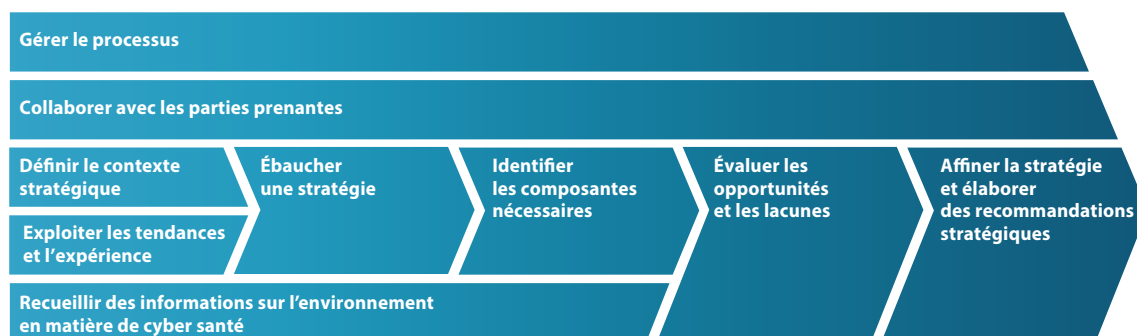 Gérer le processus
Collaborer avec les parties prenantes
Définir le contexte
stratégique
Exploiter les tendances
et l’expérience
Ébaucher
une stratégie
Identifier
les composantes
nécessaires
Évaluer les
opportunités
et les lacunes
Affiner la stratégie
et élaborer
des recommandations
stratégiques
Recueillir des informations sur l’environnement
en matière de cyber santé